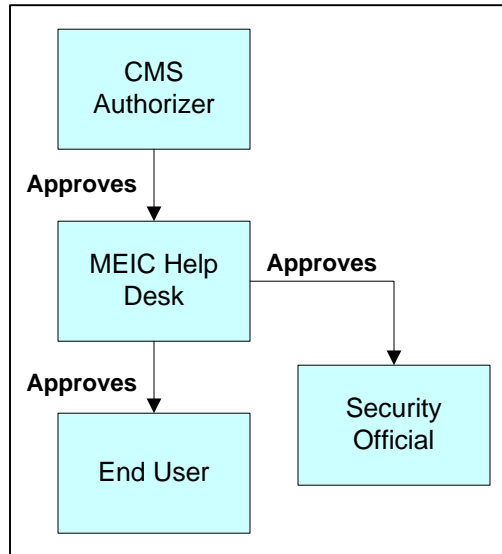 CMS
Authorizer
Approves
MEIC Help
Desk
Approves
Approves
End User
Security
Official